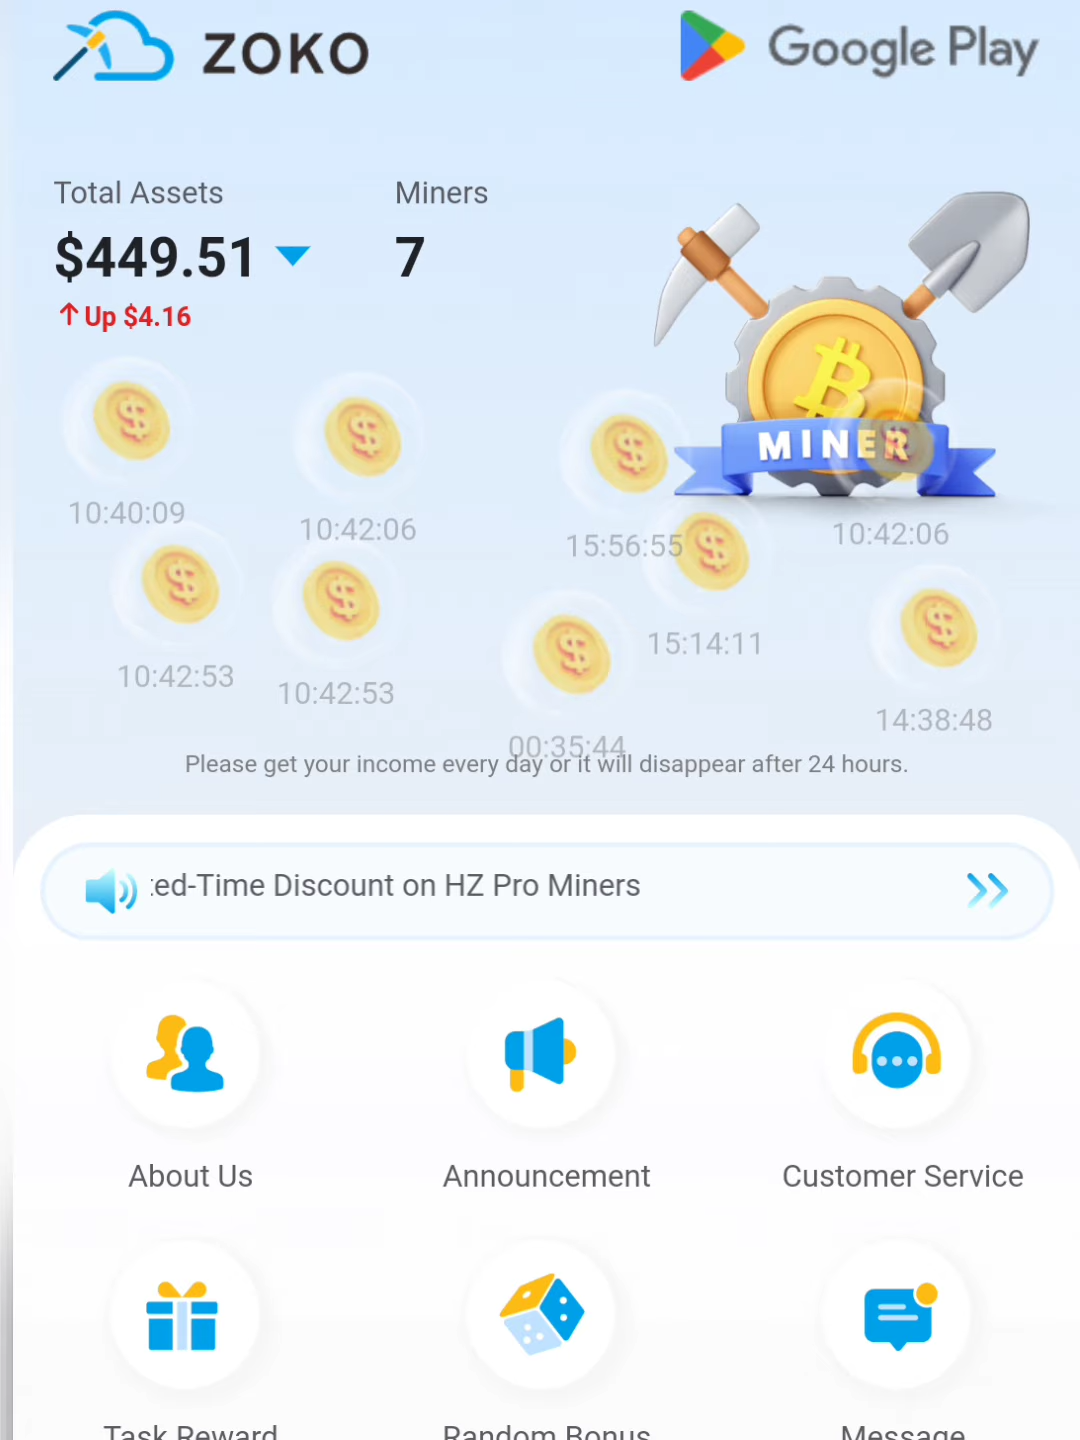 ZOKO
Google Play
Total Assets
Miners
$449.51
7
Up $4.16
MINER
10:40:09
10:42:06
15:56:55
10:42:06
10:42:53
10:42:53
15:14:11
14:38:48
00:35:44
Please get your income every day or it will disappear after 24 hours.
ted-Time Discount on HZ Pro Miners
About Us
Announcement
Customer Service
Task Reward
Random Bonus
Message